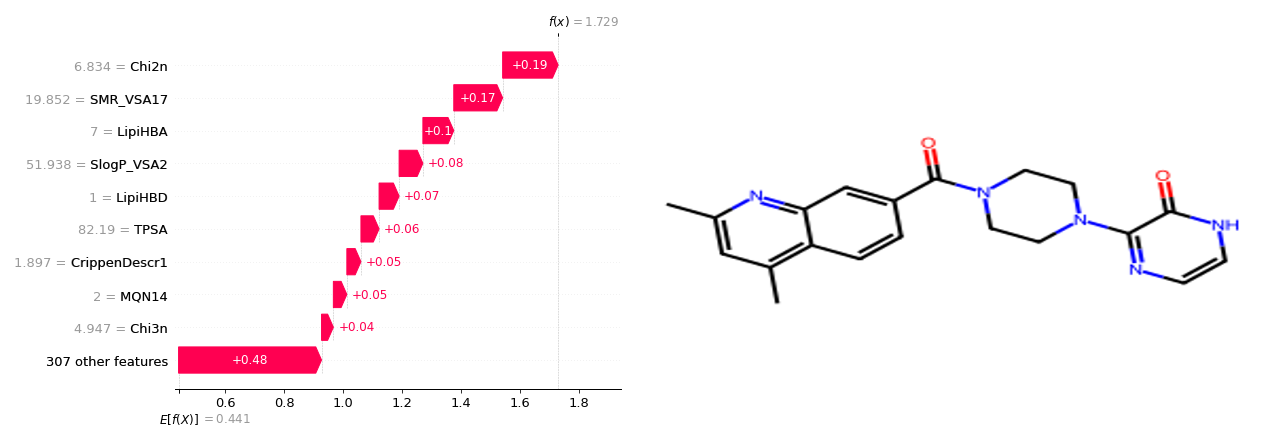 f(x) = 1.729
6.834 = Chi2n
+0.19
19.852 = SMR_VSA17
+0.17
7 = LipiHBA
+0.1
51.938 = SlogP_VSA2
+0.08
1 = LipiHBD
+0.07
82.19 = TPSA
+0.06
1.897 = CrippenDescr1
+0.05
2 = MQN14
+0.05
4.947 = Chi3n
+0.04
307 other features
+0.48
0.6 0.8 1.0 1.2 1.4 1.6 1.8
E[f(X)] = 0.441
O
N
N
O
N
NH
N